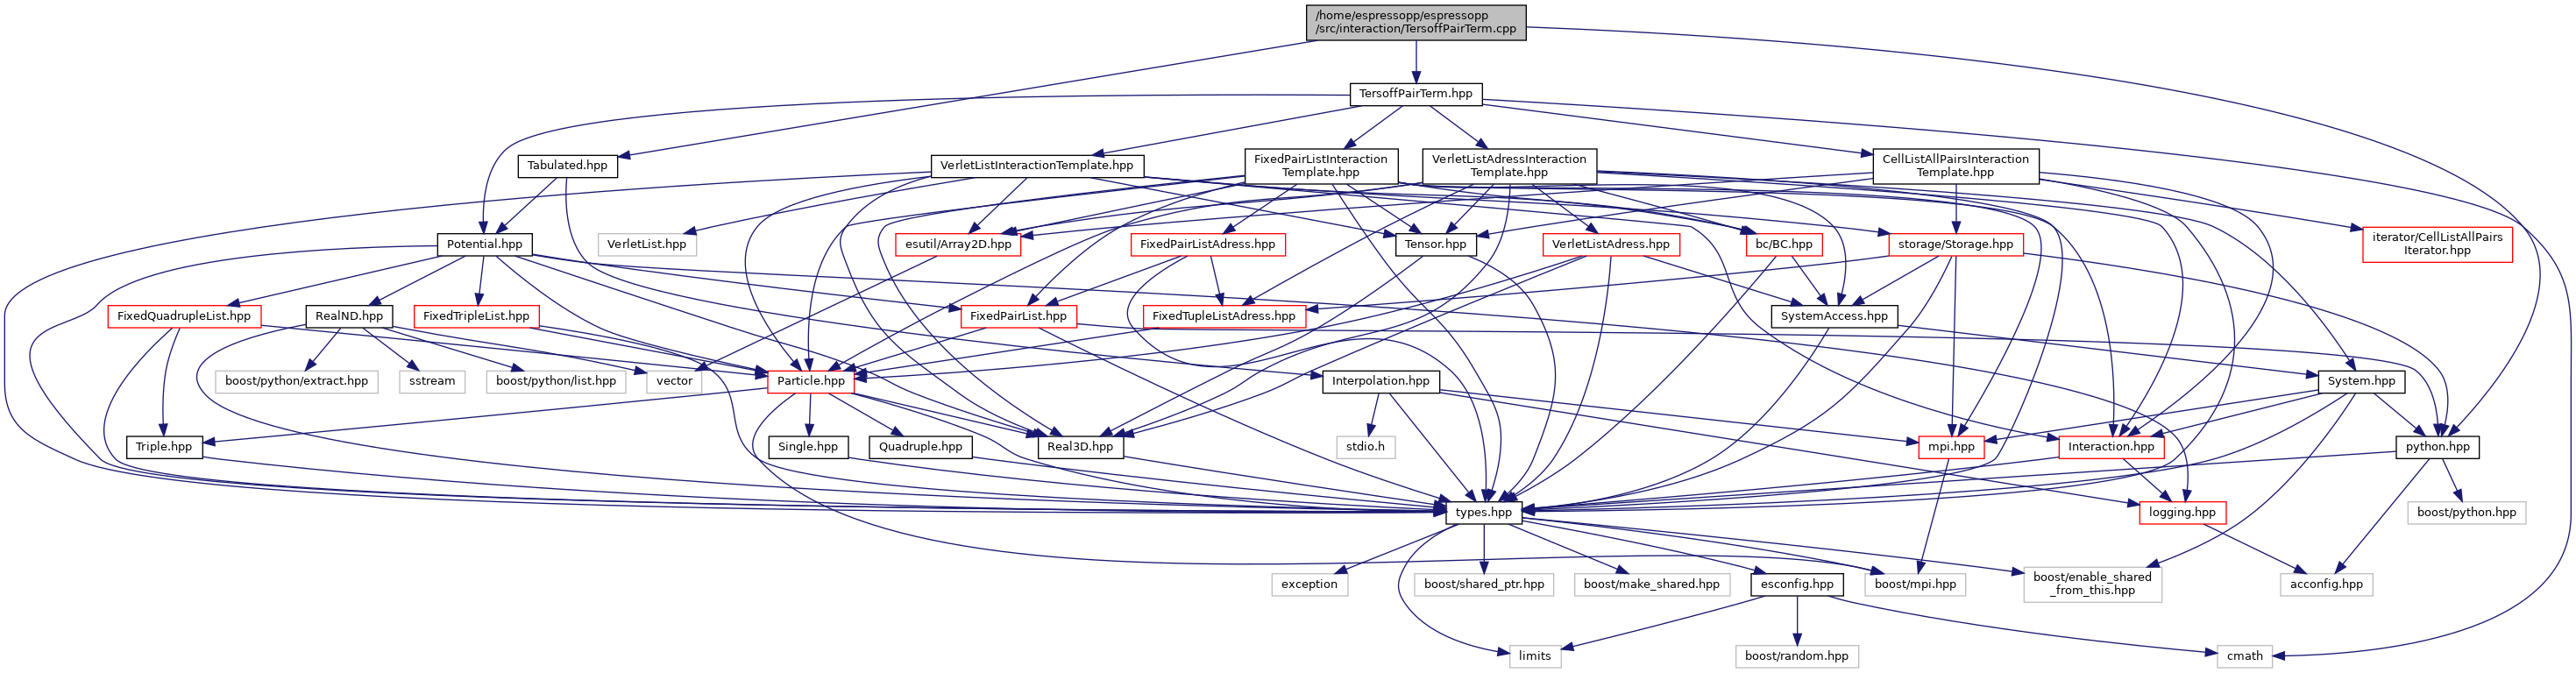 /home/espressopp/espressopp
/src/interaction/TersoffPairTerm.cpp
TersoffPairTerm.hpp
Tabulated.hpp
VerletListInteractionTemplate.hpp
FixedPairListInteraction
Template.hpp
VerletListAdressInteraction
Template.hpp
CellListAllPairsInteraction
Template.hpp
Potential.hpp
VerletList.hpp
esutil/Array2D.hpp
FixedPairListAdress.hpp
Tensor.hpp
VerletListAdress.hpp
bc/BC.hpp
storage/Storage.hpp
iterator/CellListAllPairs
Iterator.hpp
FixedQuadrupleList.hpp
RealND.hpp
FixedTripleList.hpp
FixedPairList.hpp
FixedTupleListAdress.hpp
SystemAccess.hpp
boost/python/extract.hpp
sstream
boost/python/list.hpp
vector
Particle.hpp
Interpolation.hpp
System.hpp
Triple.hpp
Single.hpp
Quadruple.hpp
Real3D.hpp
stdio.h
mpi.hpp
Interaction.hpp
python.hpp
types.hpp
logging.hpp
boost/python.hpp
exception
boost/shared_ptr.hpp
boost/make_shared.hpp
esconfig.hpp
boost/mpi.hpp
boost/enable_shared
_from_this.hpp
acconfig.hpp
limits
boost/random.hpp
cmath